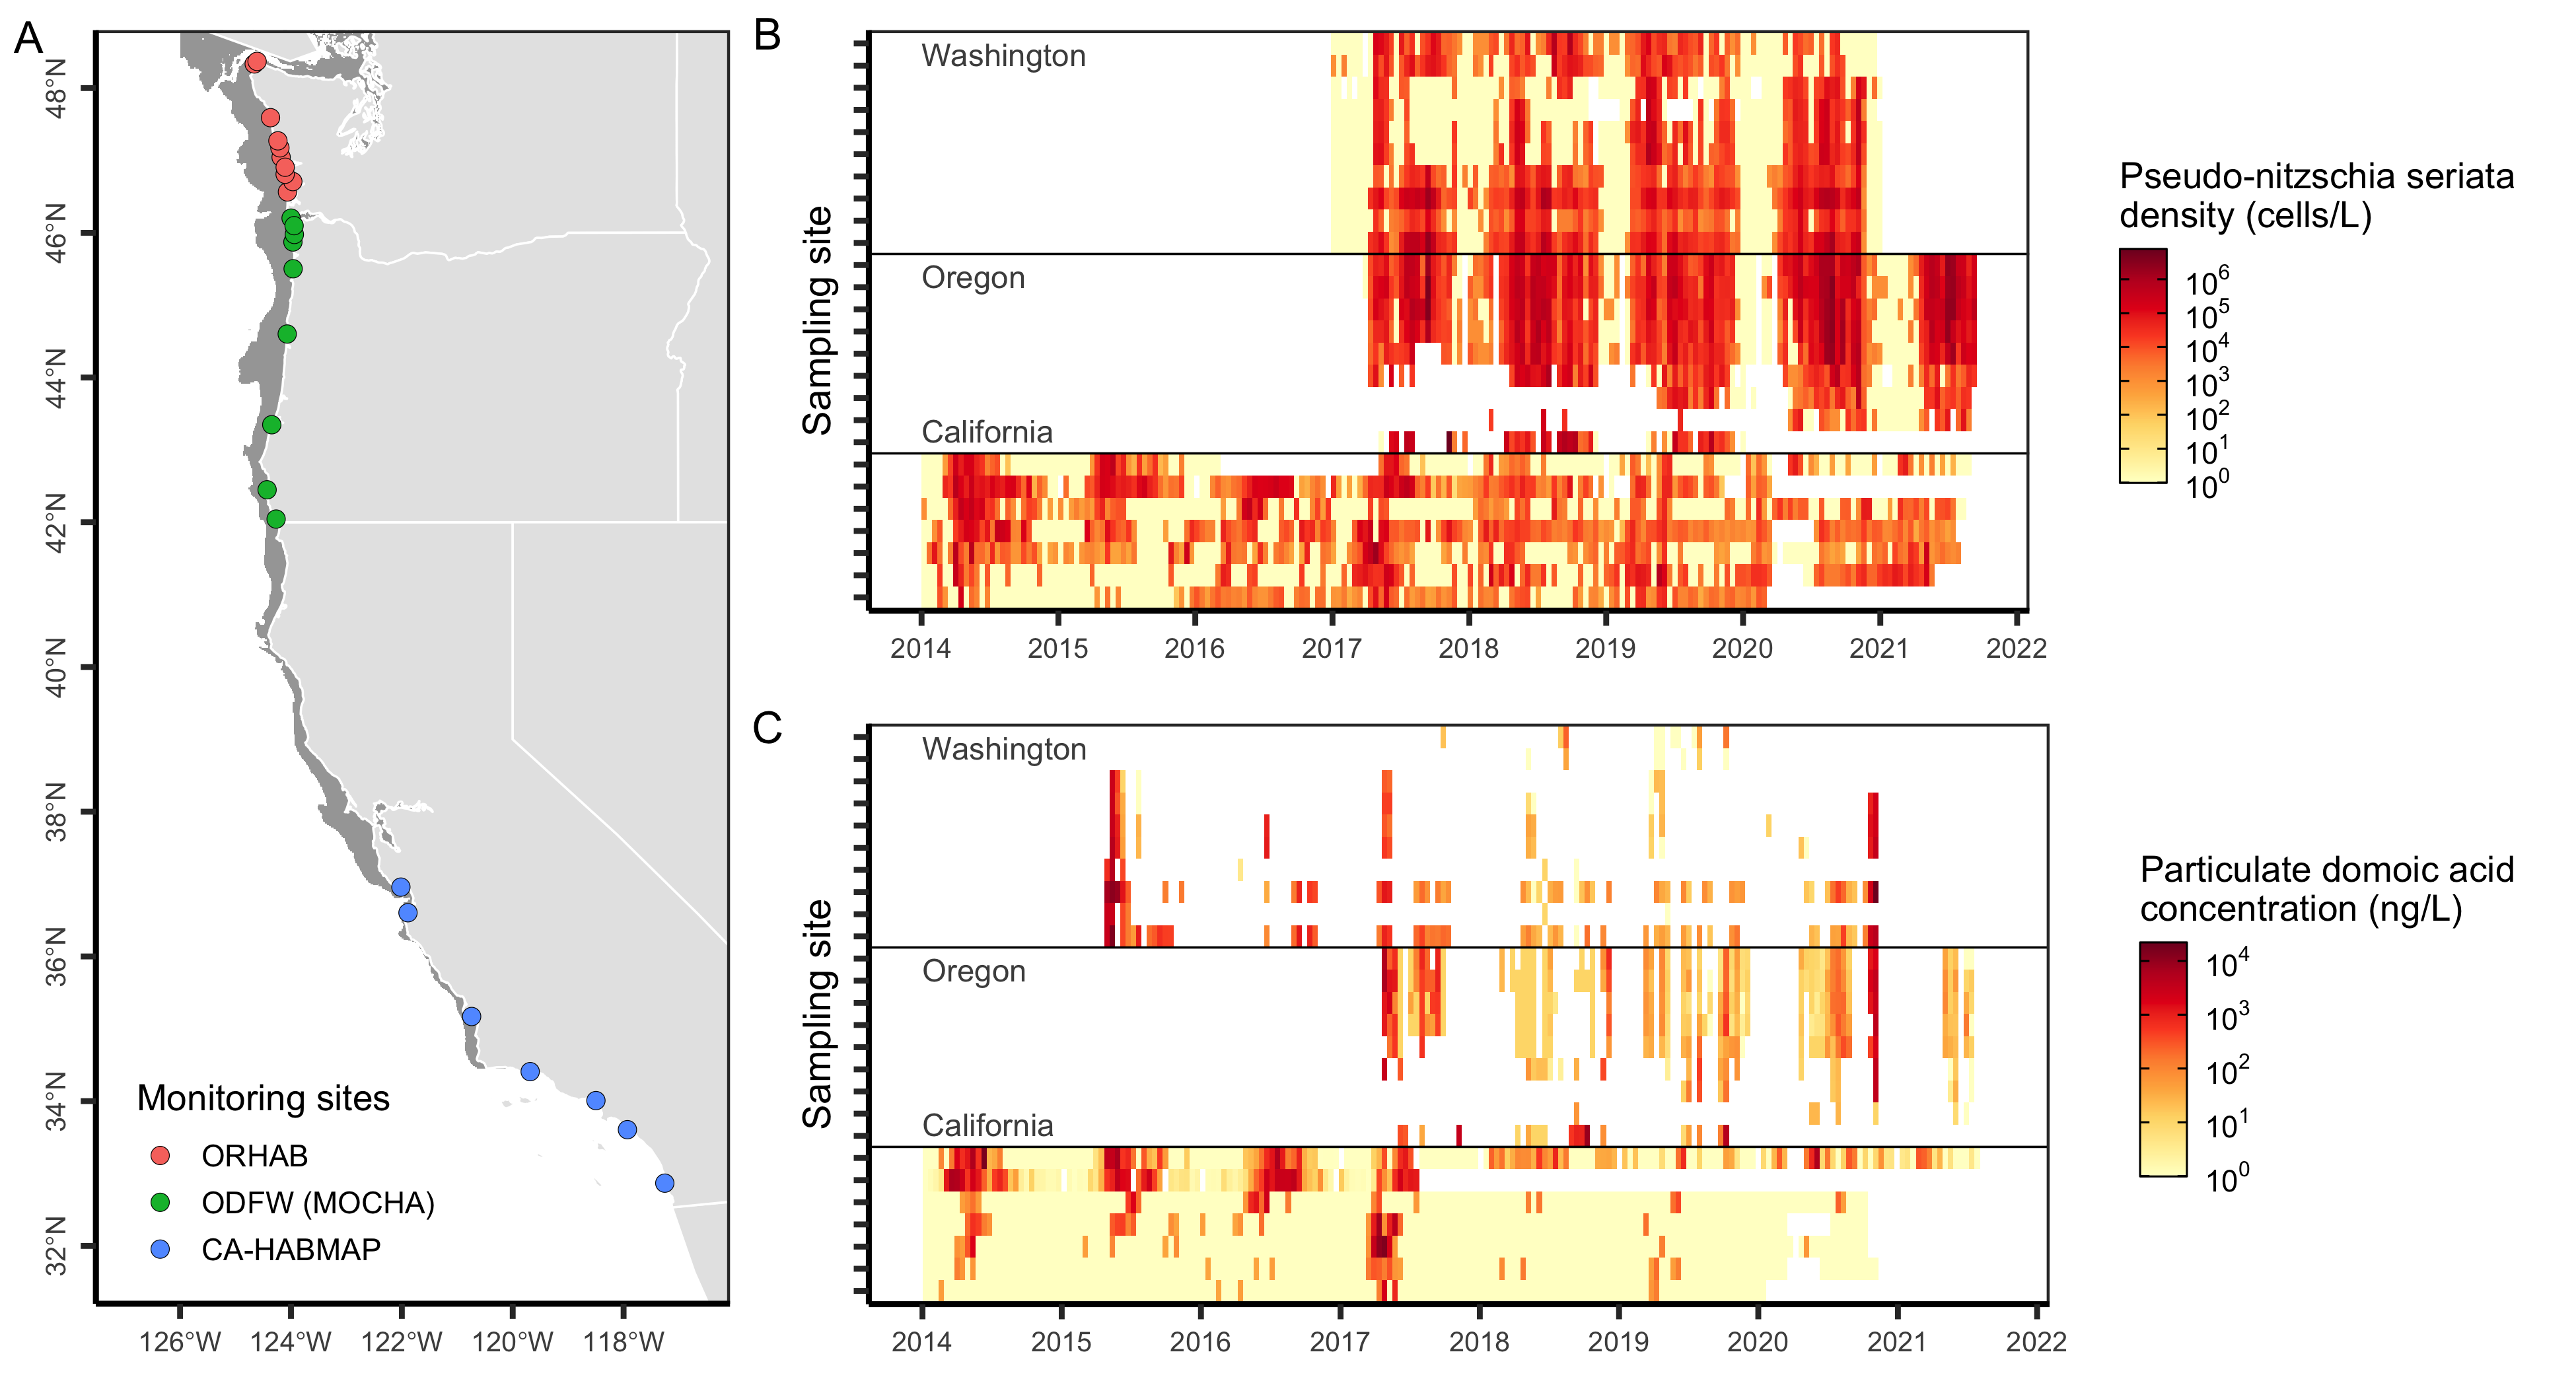 A
48°N
46°N
44°N
42°N
40°N
38°N
36°N
34°N
32°N
126°W
124°W
122°W
120°W
118°W
Monitoring sites
ORHAB
ODFW (MOCHA)
CA-HABMAP
B
Sampling site
Washington
Oregon
California
2014
2015
2016
2017
2018
2019
2020
2021
2022
Pseudo-nitzschia seriata
density (cells/L)
10^6
10^5
10^4
10^3
10^2
10^1
10^0
C
Sampling site
Washington
Oregon
California
2014
2015
2016
2017
2018
2019
2020
2021
2022
Particulate domoic acid
concentration (ng/L)
10^4
10^3
10^2
10^1
10^0